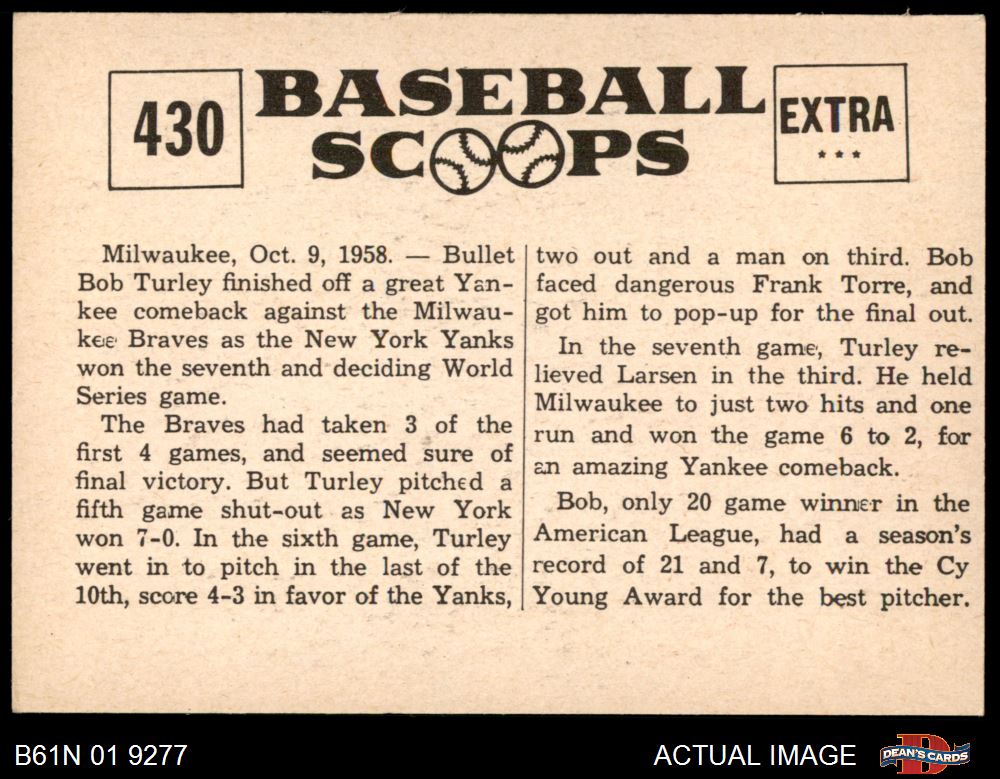 430
BASEBALL
SCOOPS
EXTRA
***
Milwaukee, Oct. 9, 1958. — Bullet
Bob Turley finished off a great Yan-
kee comeback against the Milwau-
kee Braves as the New York Yanks
won the seventh and deciding World
Series game.
The Braves had taken 3 of the
first 4 games, and seemed sure of
final victory. But Turley pitched a
fifth game shut-out as New York
won 7-0. In the sixth game, Turley
went in to pitch in the last of the
10th, score 4-3 in favor of the Yanks,
two out and a man on third. Bob
faced dangerous Frank Torre, and
got him to pop-up for the final out.
In the seventh game, Turley re-
lieved Larsen in the third. He held
Milwaukee to just two hits and one
run and won the game 6 to 2, for
an amazing Yankee comeback.
Bob, only 20 game winner in the
American League, had a season's
record of 21 and 7, to win the Cy
Young Award for the best pitcher.
B61N 01 9277
ACTUAL IMAGE
DEAN'S CARDS